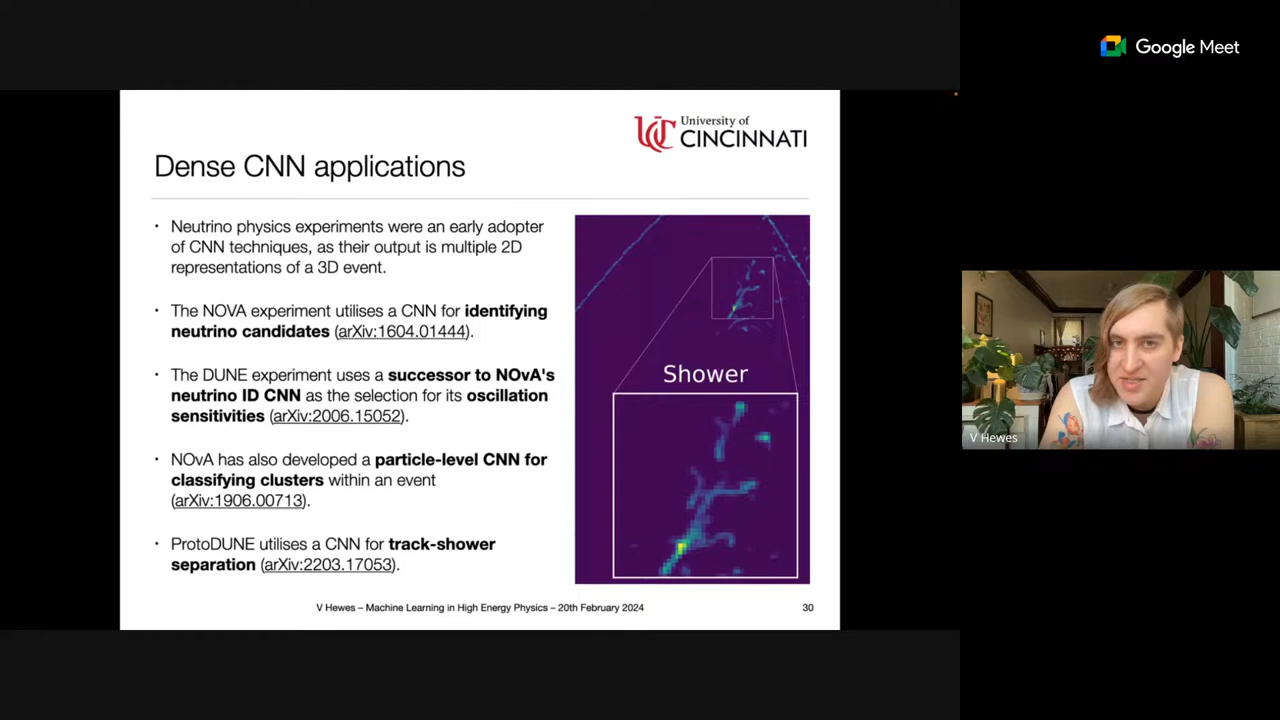 Google Meet
University of
CINCINNATI
Dense CNN applications
• Neutrino physics experiments were an early adopter
of CNN techniques, as their output is multiple 2D
representations of a 3D event.
• The NOVA experiment utilises a CNN for identifying
neutrino candidates (arXiv:1604.01444).
• The DUNE experiment uses a successor to NOvA's
neutrino ID CNN as the selection for its oscillation
sensitivities (arXiv:2006.15052).
• NOvA has also developed a particle-level CNN for
classifying clusters within an event
(arXiv:1906.00713).
• ProtoDUNE utilises a CNN for track-shower
separation (arXiv:2203.17053).
Shower
V Hewes – Machine Learning in High Energy Physics – 20th February 2024
30
V Hewes